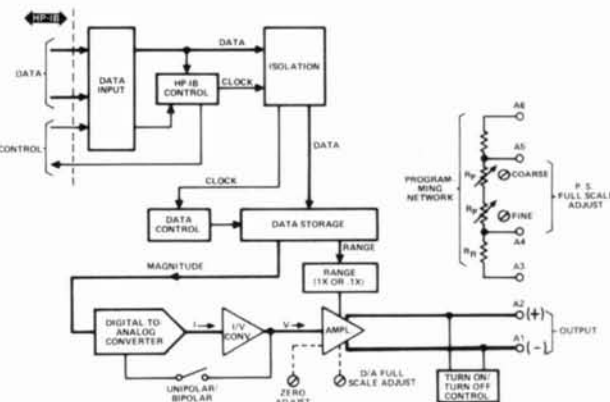 HP-IB
DATA
CONTROL
DATA
INPUT
DATA
HP-IB
CONTROL
CLOCK
ISOLATION
DATA
CLOCK
DATA
CONTROL
DATA STORAGE
RANGE
RANGE
(1X OR .1X)
MAGNITUDE
DIGITAL TO-
ANALOG
CONVERTER
I
I/V
CONV.
V
AMPL.
UNIPOLAR/
BIPOLAR
ZERO
ADJUST
D/A FULL
SCALE ADJUST
TURN ON/
TURN OFF
CONTROL
A2
(+)
A1
(-)
OUTPUT
PROGRAM-
MING
NETWORK
A6
A5
RP
COARSE
RP
FINE
A4
RR
A3
P. S.
FULL SCALE
ADJUST